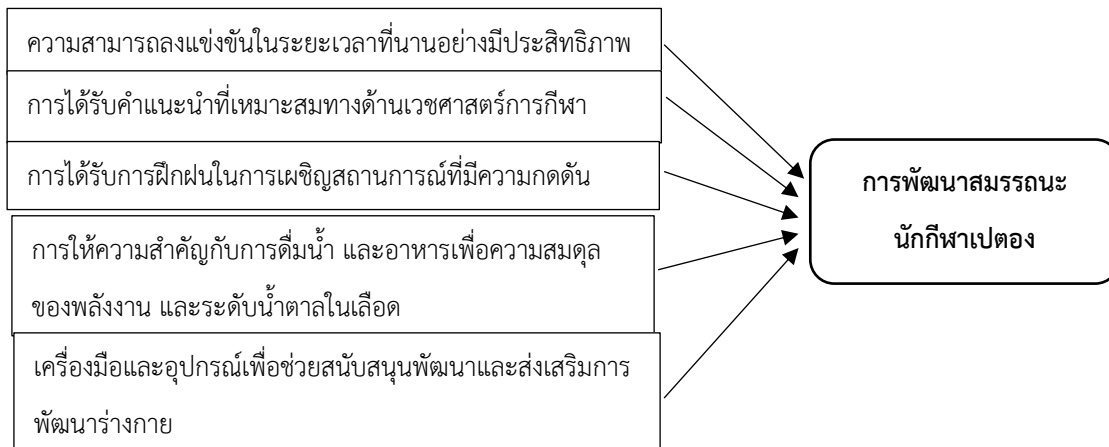 ความสามารถลงแข่งขันในระยะเวลาที่นานอย่างมีประสิทธิภาพ
การได้รับคำแนะนำที่เหมาะสมทางด้านเวชศาสตร์การกีฬา
การได้รับการฝึกฝนในการเผชิญสถานการณ์ที่มีความกดดัน
การให้ความสำคัญกับการดื่มน้ำ และอาหารเพื่อความสมดุล
ของพลังงาน และระดับน้ำตาลในเลือด
เครื่องมือและอุปกรณ์เพื่อช่วยสนับสนุนพัฒนาและส่งเสริมการ
พัฒนาร่างกาย
การพัฒนาสมรรถนะ
นักกีฬาเปตอง